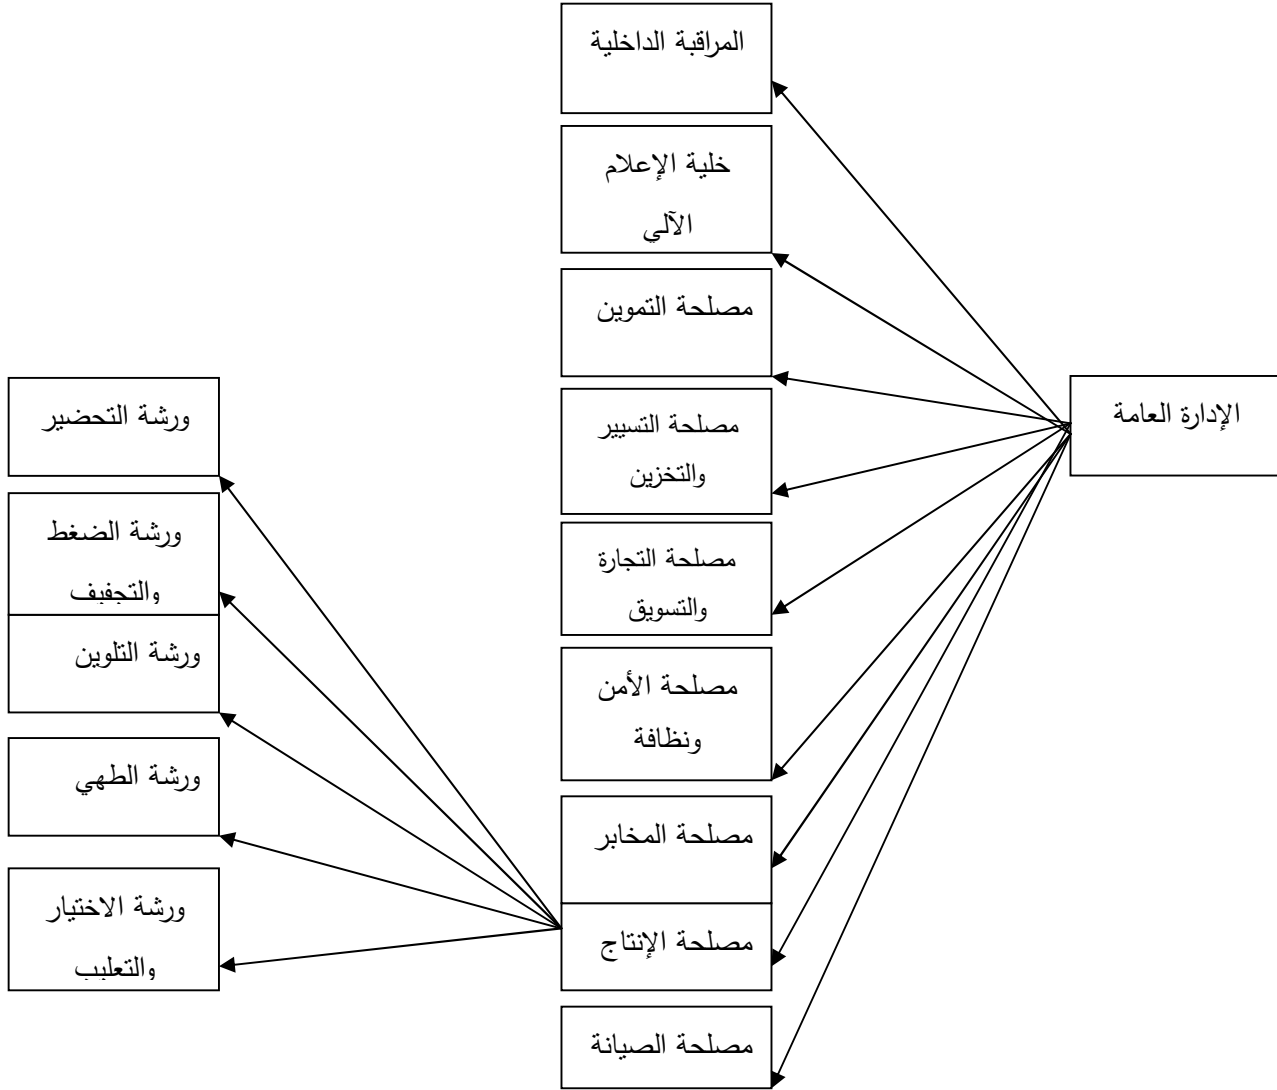 الإدارة العامة
المراقبة الداخلية
خلية الإعلام
الآلي
مصلحة التموين
مصلحة التسيير
والتخزين
مصلحة التجارة
والتسويق
مصلحة الأمن
ونظافة
مصلحة المخابر
مصلحة الإنتاج
مصلحة الصيانة
ورشة التحضير
ورشة الضغط
والتجفيف
ورشة التلوين
ورشة الطهي
ورشة الاختيار
والتعليب